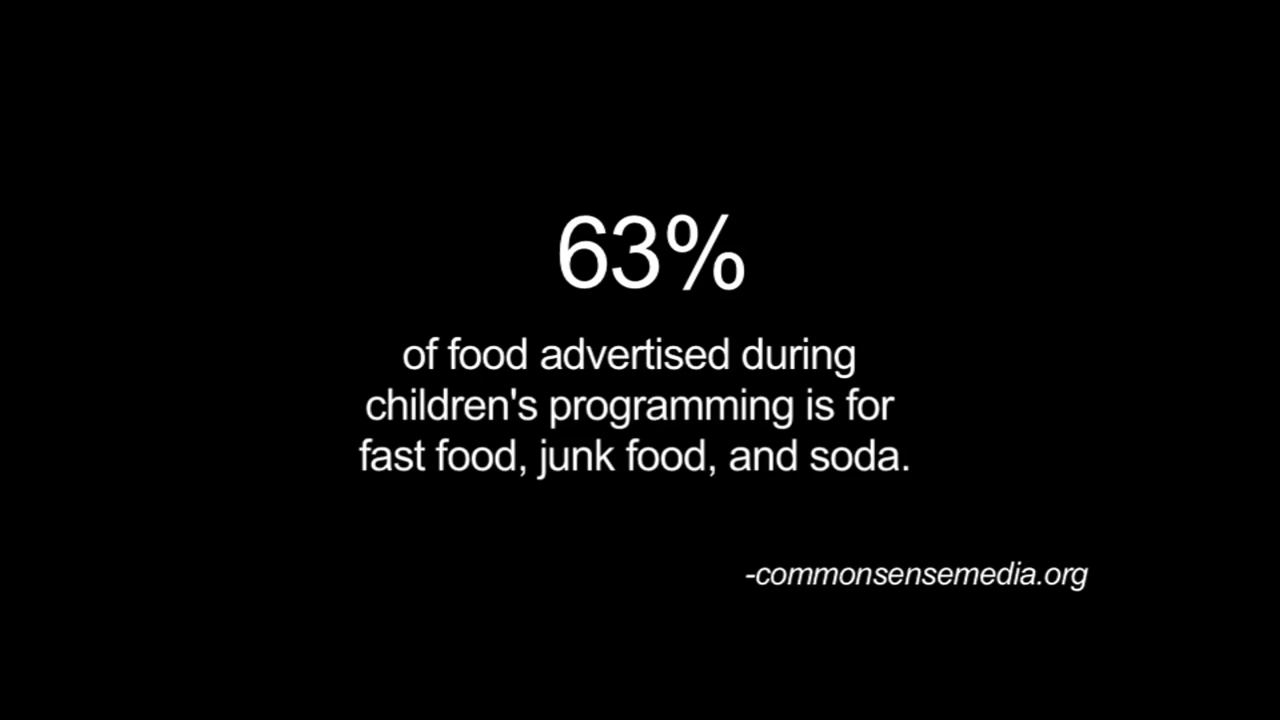 63%
of food advertised during
children's programming is for
fast food, junk food, and soda.
-commonsensemedia.org